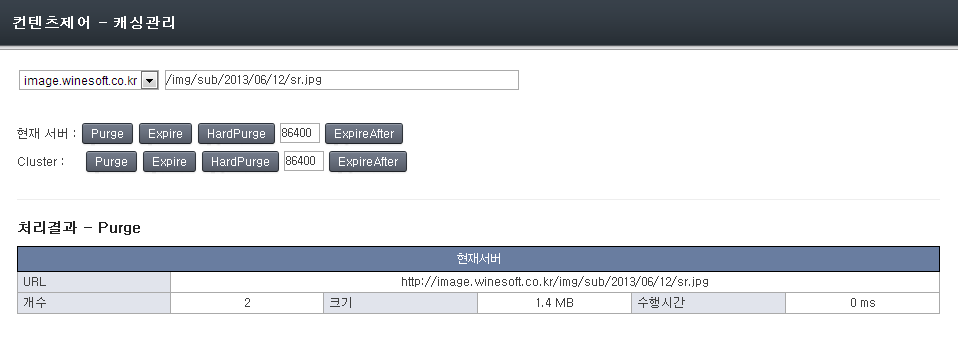 컨텐츠제어 - 캐싱관리
image.winesoft.co.kr /img/sub/2013/06/12/sr.jpg
현재 서버 : Purge Expire HardPurge 86400 ExpireAfter
Cluster : Purge Expire HardPurge 86400 ExpireAfter
처리결과 - Purge
현재서버
URL http://image.winesoft.co.kr/img/sub/2013/06/12/sr.jpg
개수 2 크기 1.4 MB 수행시간 0 ms